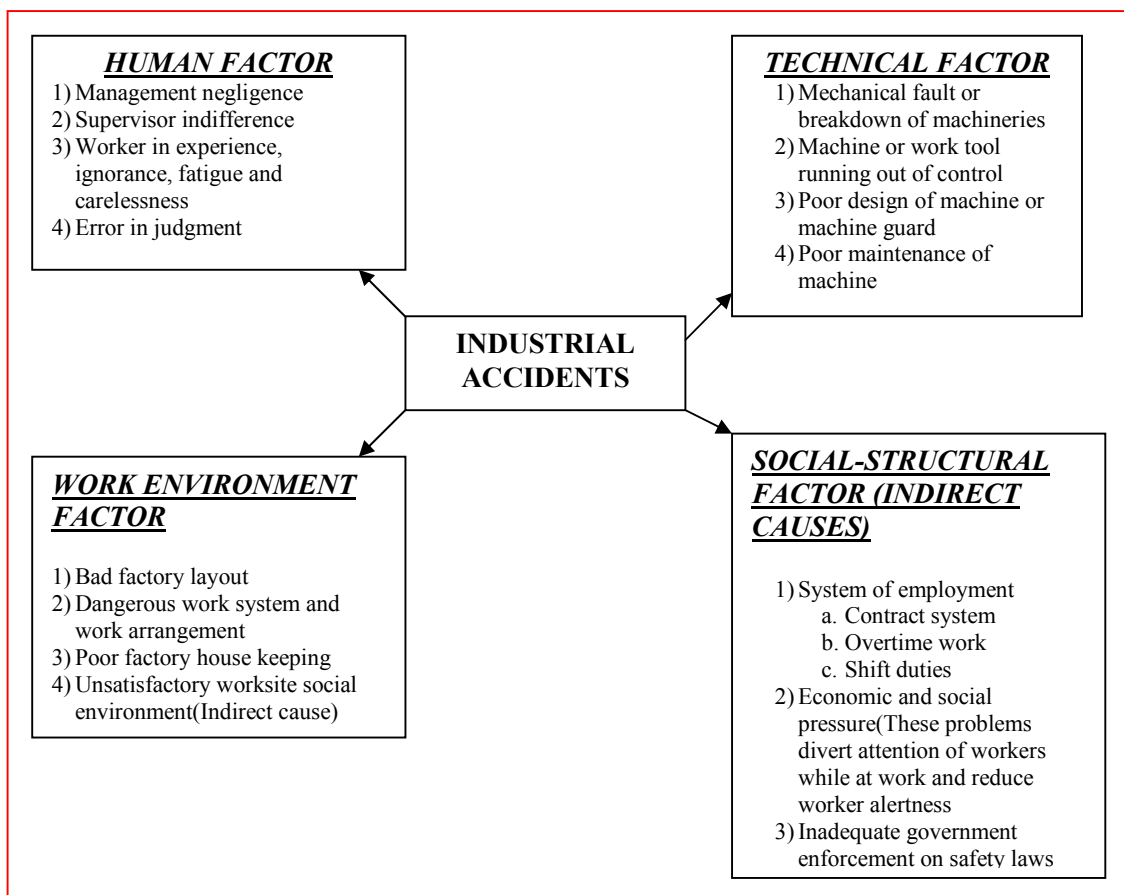 HUMAN FACTOR
1) Management negligence
2) Supervisor indifference
3) Worker in experience,
ignorance, fatigue and
carelessness
4) Error in judgment
TECHNICAL FACTOR
1) Mechanical fault or
breakdown of machineries
2) Machine or work tool
running out of control
3) Poor design of machine or
machine guard
4) Poor maintenance of
machine
INDUSTRIAL
ACCIDENTS
WORK ENVIRONMENT
FACTOR
1) Bad factory layout
2) Dangerous work system and
work arrangement
3) Poor factory house keeping
4) Unsatisfactory worksite social
environment(Indirect cause)
SOCIAL-STRUCTURAL
FACTOR (INDIRECT
CAUSES)
1) System of employment
a. Contract system
b. Overtime work
c. Shift duties
2) Economic and social
pressure(These problems
divert attention of workers
while at work and reduce
worker alertness
3) Inadequate government
enforcement on safety laws